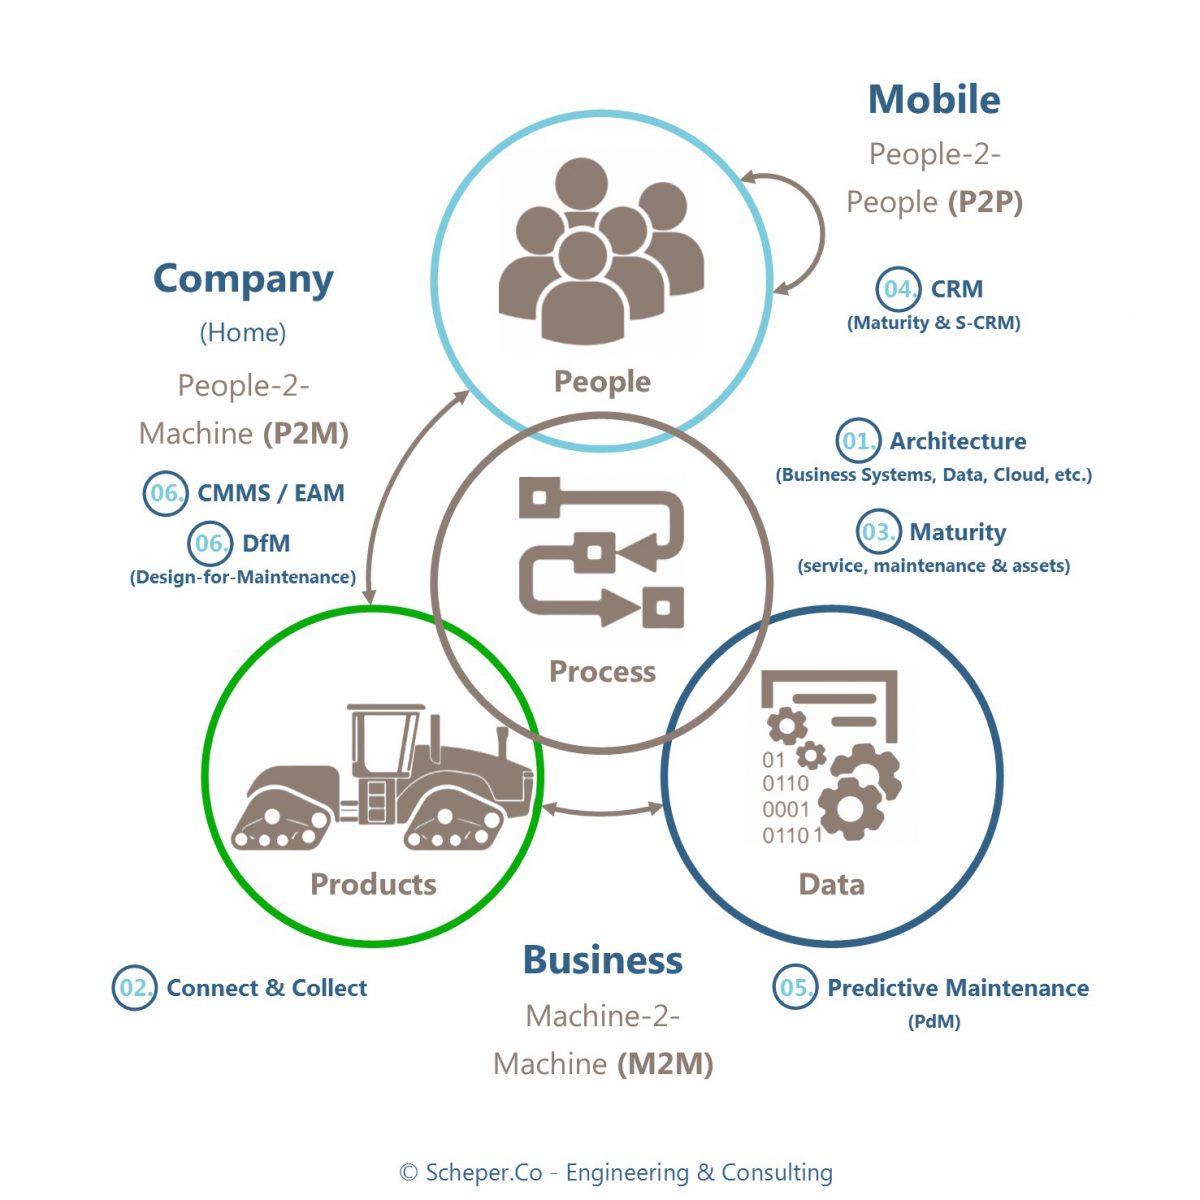 Mobile
People-2-
People (P2P)
04. CRM
(Maturity & S-CRM)
Company
(Home)
People-2-
Machine (P2M)
06. CMMS / EAM
06. DfM
(Design-for-Maintenance)
People
01. Architecture
(Business Systems, Data, Cloud, etc.)
03. Maturity
(service, maintenance & assets)
Process
01
0110
0001
01101
Products
Data
02. Connect & Collect
Business
Machine-2-
Machine (M2M)
05. Predictive Maintenance
(PdM)
© Scheper.Co - Engineering & Consulting